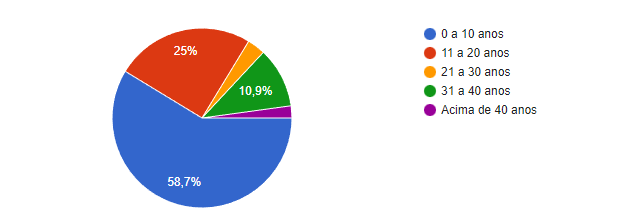 25%
10,9%
58,7%
0 a 10 anos
11 a 20 anos
21 a 30 anos
31 a 40 anos
Acima de 40 anos